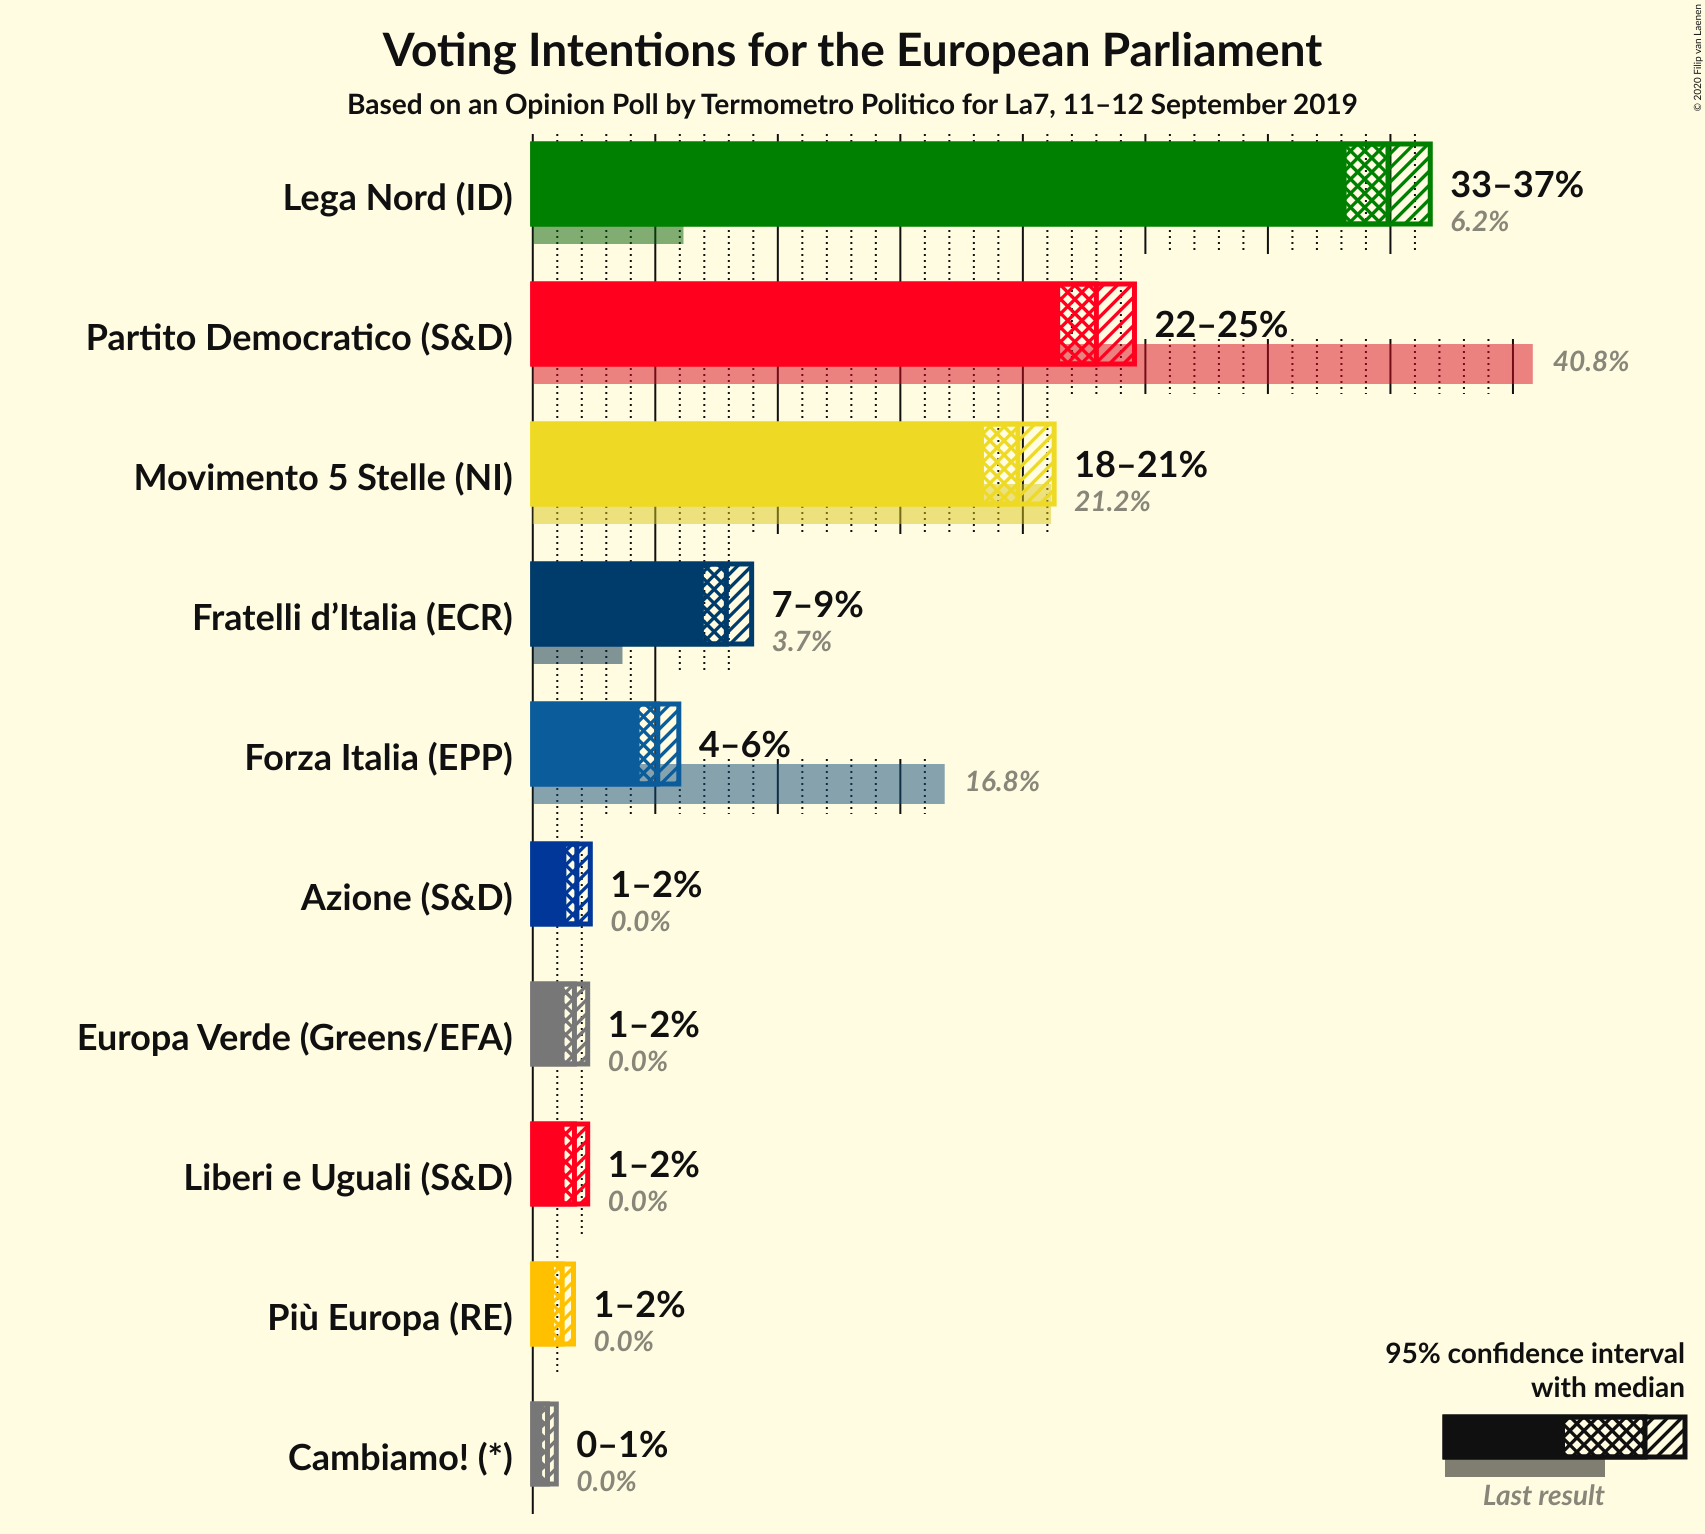 Voting Intentions for the European Parliament
Based on an Opinion Poll by Termometro Politico for La7, 11–12 September 2019
© 2020 Filip van Laenen
Lega Nord (ID)
33–37%
6.2%
Partito Democratico (S&D)
22–25%
40.8%
Movimento 5 Stelle (NI)
18–21%
21.2%
Fratelli d’Italia (ECR)
7–9%
3.7%
Forza Italia (EPP)
4–6%
16.8%
Azione (S&D)
1–2%
0.0%
Europa Verde (Greens/EFA)
1–2%
0.0%
Liberi e Uguali (S&D)
1–2%
0.0%
Più Europa (RE)
1–2%
0.0%
Cambiamo! (*)
0–1%
0.0%
95% confidence interval
with median
Last result